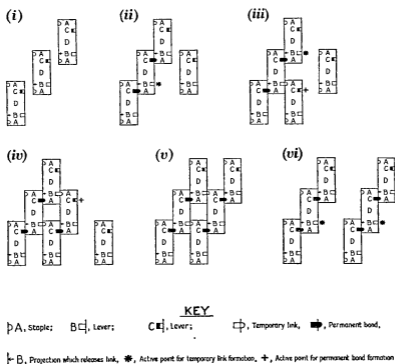 (i) (ii) (iii)
A
C
D
B
A
A
C
D
B
A
A
C
D
B
A
(iv) (v) (vi)
A
C
D
B
A
A
C
D
B
A
A
C
D
B
A
KEY
A, Staple; B, Lever; C, Lever; , Temporary link, , Permanent bond,
B, Projection which releases link, *, Active point for temporary link formation, +, Active point for permanent bond formation